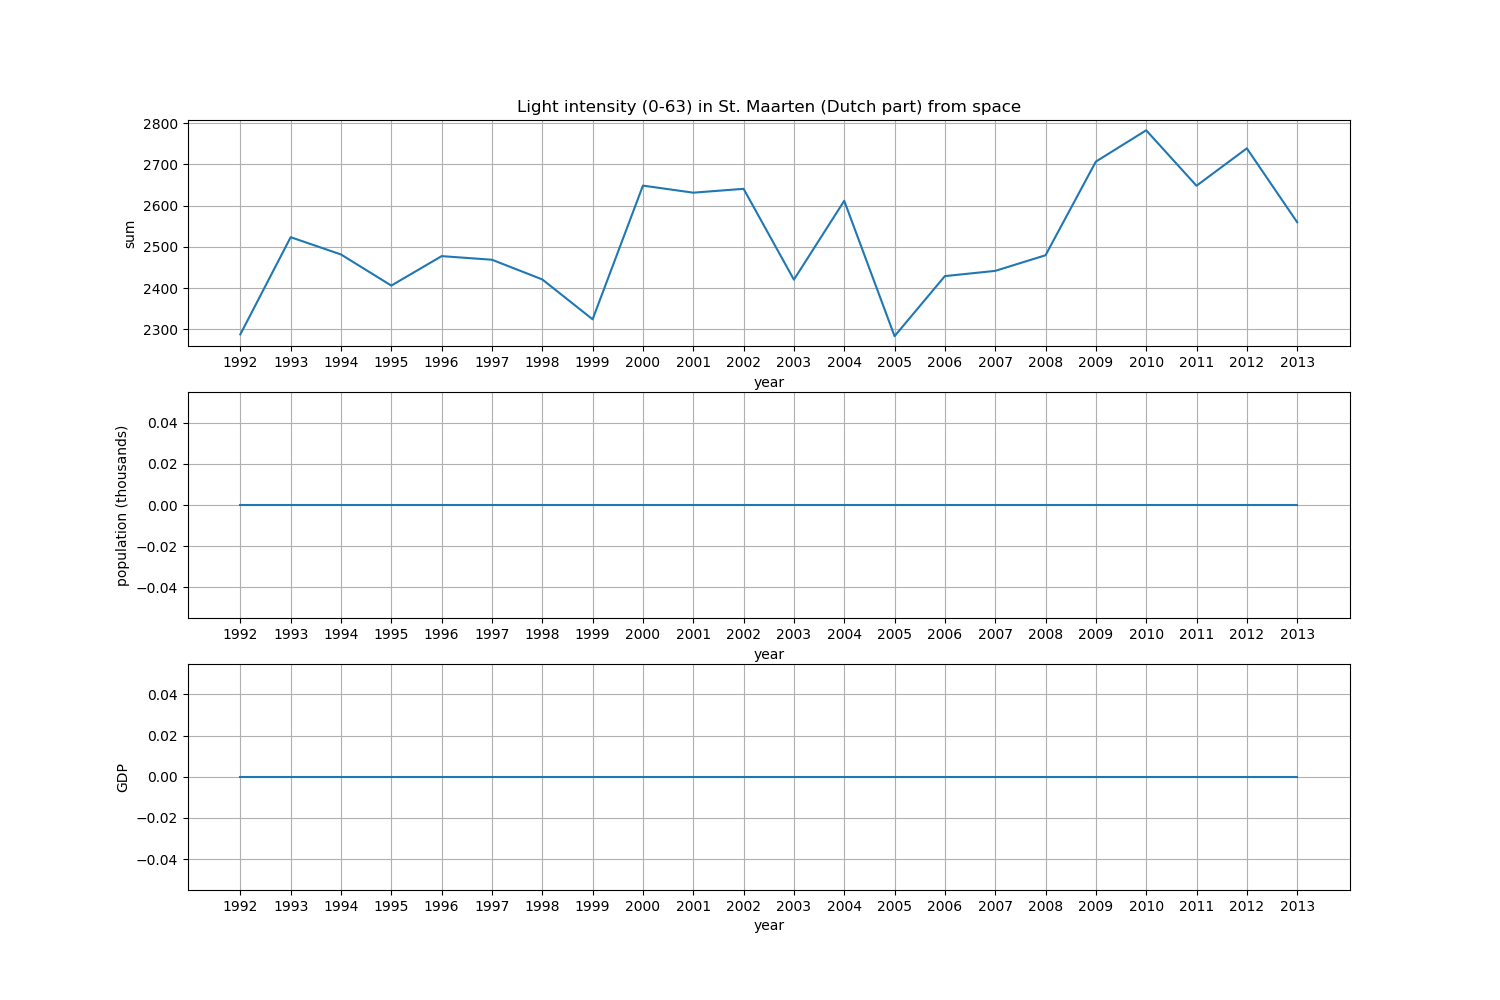 Light intensity (0-63) in St. Maarten (Dutch part) from space
2800
2700
2600
2500
2400
2300
sum
1992 1993 1994 1995 1996 1997 1998 1999 2000 2001 2002 2003 2004 2005 2006 2007 2008 2009 2010 2011 2012 2013
year
0.04
0.02
0.00
−0.02
−0.04
population (thousands)
1992 1993 1994 1995 1996 1997 1998 1999 2000 2001 2002 2003 2004 2005 2006 2007 2008 2009 2010 2011 2012 2013
year
0.04
0.02
0.00
−0.02
−0.04
GDP
1992 1993 1994 1995 1996 1997 1998 1999 2000 2001 2002 2003 2004 2005 2006 2007 2008 2009 2010 2011 2012 2013
year